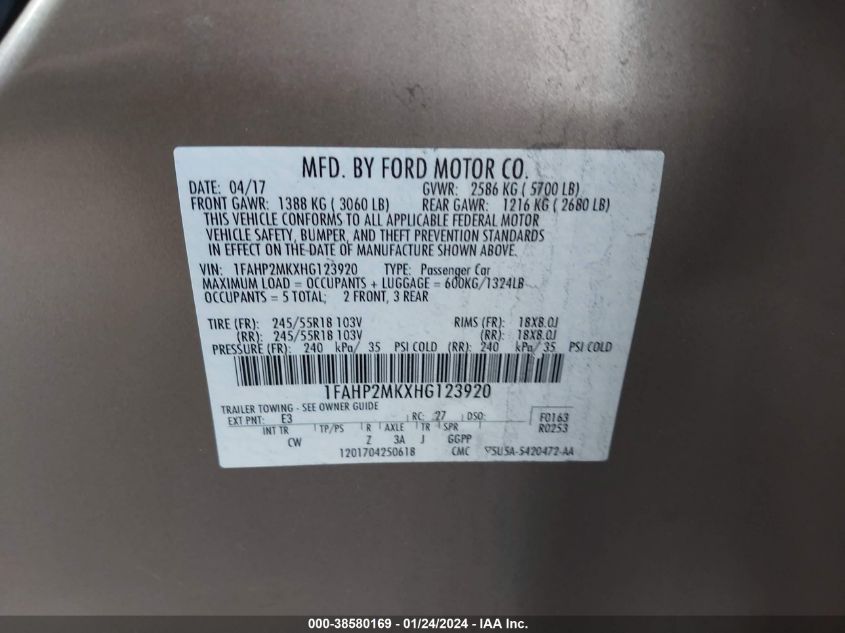 MFD. BY FORD MOTOR CO.
DATE: 04/17 GVWR: 2586 KG ( 5700 LB)
FRONT GAWR: 1388 KG ( 3060 LB) REAR GAWR: 1216 KG ( 2680 LB)
THIS VEHICLE CONFORMS TO ALL APPLICABLE FEDERAL MOTOR
VEHICLE SAFETY, BUMPER, AND THEFT PREVENTION STANDARDS
IN EFFECT ON THE DATE OF MANUFACTURE SHOWN ABOVE.
VIN: 1FAHP2MKXHG123920 TYPE: Passenger Car
MAXIMUM LOAD = OCCUPANTS + LUGGAGE = 600KG/1324LB
OCCUPANTS = 5 TOTAL; 2 FRONT, 3 REAR
TIRE (FR): 245/55R18 103V RIMS (FR): 18X8.0J
(RR): 245/55R18 103V (RR): 18X8.0J
PRESSURE (FR): 240 kPa/ 35 PSI COLD (RR): 240 kPa/ 35 PSI COLD
1FAHP2MKXHG123920
TRAILER TOWING - SEE OWNER GUIDE
EXT PNT: E3 RC: 27 DSO: F0163
INT TR TP/PS R AXLE TR SPR R0253
CW Z 3A J GGPP
1201704250618 CMC 5U5A-5420472-AA
000-38580169 - 01/24/2024 - IAA Inc.